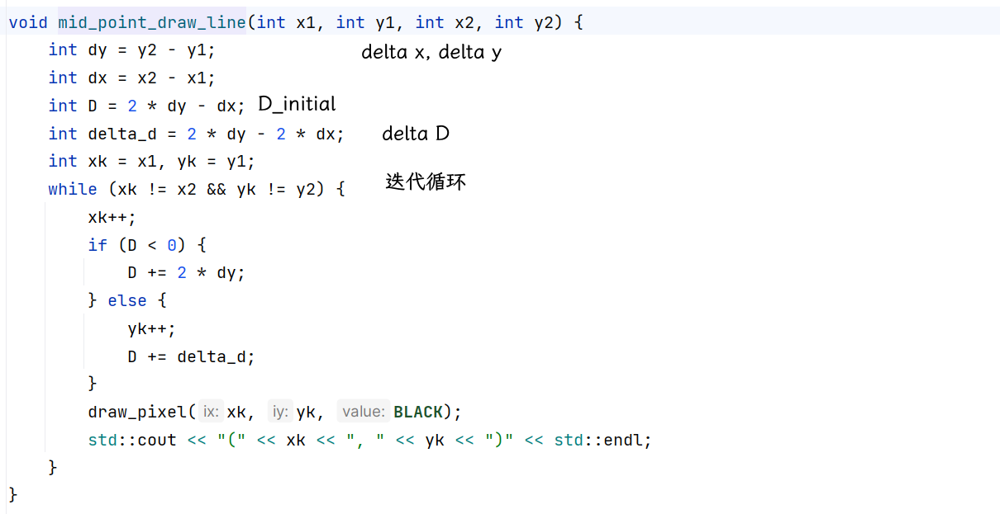 void mid_point_draw_line(int x1, int y1, int x2, int y2) {
    int dy = y2 - y1; delta x, delta y
    int dx = x2 - x1;
    int D = 2 * dy - dx; D_initial
    int delta_d = 2 * dy - 2 * dx; delta D
    int xk = x1, yk = y1;
    while (xk != x2 && yk != y2) { 迭代循环
        xk++;
        if (D < 0) {
            D += 2 * dy;
        } else {
            yk++;
            D += delta_d;
        }
        draw_pixel( ix: xk, iy: yk, value: BLACK);
        std::cout << "(" << xk << ", " << yk << ")" << std::endl;
    }
}